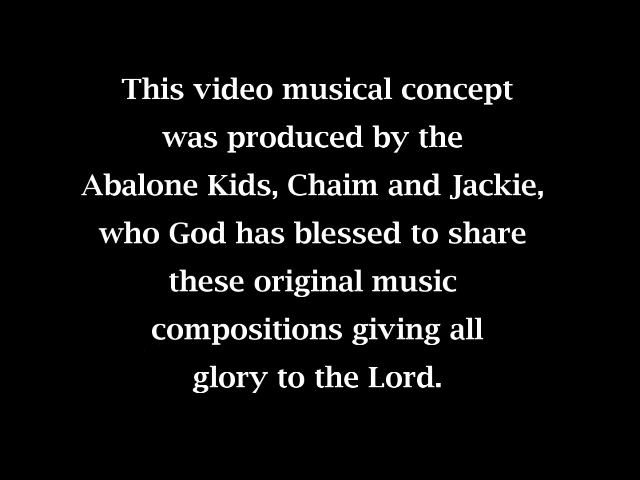 This video musical concept
was produced by the
Abalone Kids, Chaim and Jackie,
who God has blessed to share
these original music
compositions giving all
glory to the Lord.